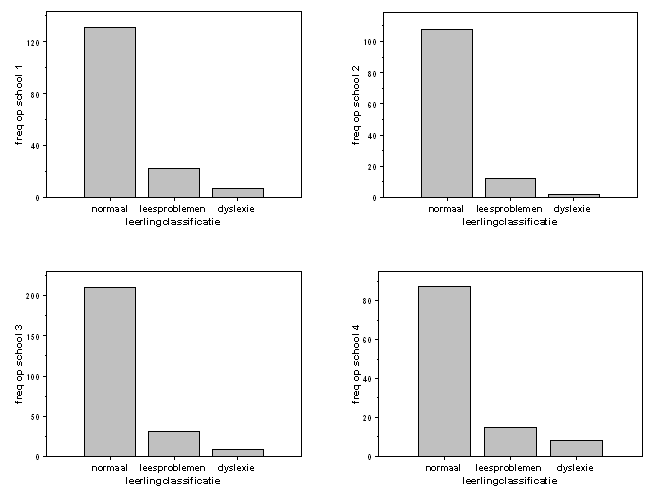 freq op school 1
120
80
40
0
normaal leesproblemen dyslexie
leerlingclassificatie
freq op school 2
100
80
60
40
20
0
normaal leesproblemen dyslexie
leerlingclassificatie
freq op school 3
200
150
100
50
0
normaal leesproblemen dyslexie
leerlingclassificatie
freq op school 4
80
60
40
20
0
normaal leesproblemen dyslexie
leerlingclassificatie